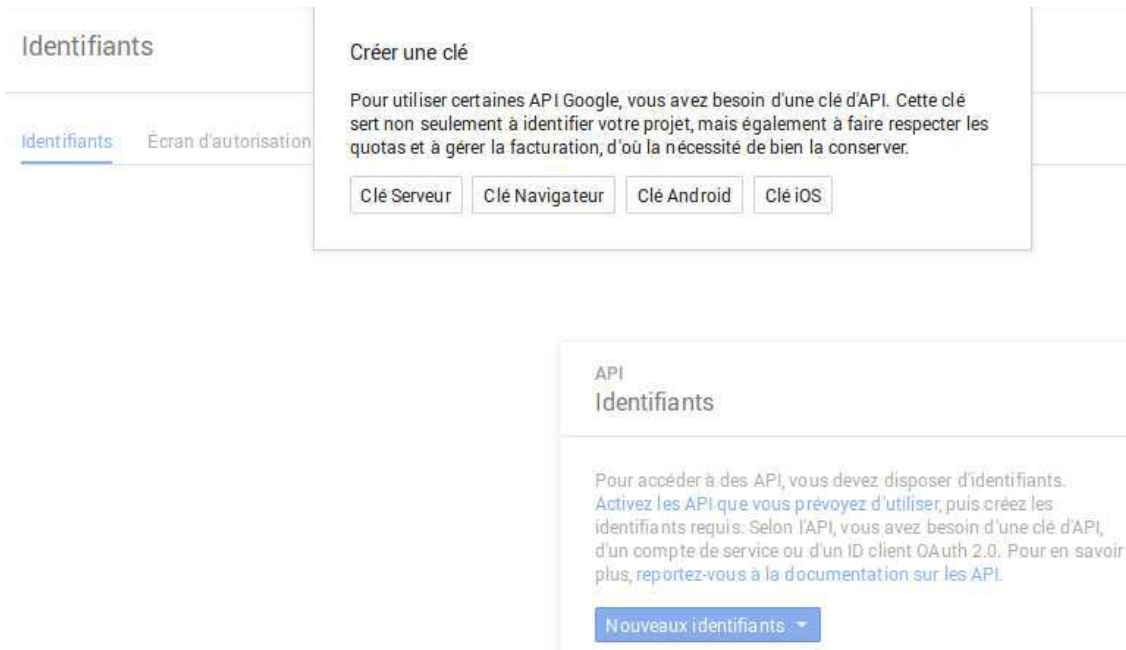 Identifiants
Identifiants Écran d'autorisation
Créer une clé
Pour utiliser certaines API Google, vous avez besoin d'une clé d'API. Cette clé
sert non seulement à identifier votre projet, mais également à faire respecter les
quotas et à gérer la facturation, d'où la nécessité de bien la conserver.
Clé Serveur Clé Navigateur Clé Android Clé iOS
API
Identifiants
Pour accéder à des API, vous devez disposer d'identifiants.
Activez les API que vous prévoyez d'utiliser, puis créez les
identifiants requis. Selon l'API, vous avez besoin d'une clé d'API,
d'un compte de service ou d'un ID client OAuth 2.0. Pour en savoir
plus, reportez-vous à la documentation sur les API.
Nouveaux identifiants